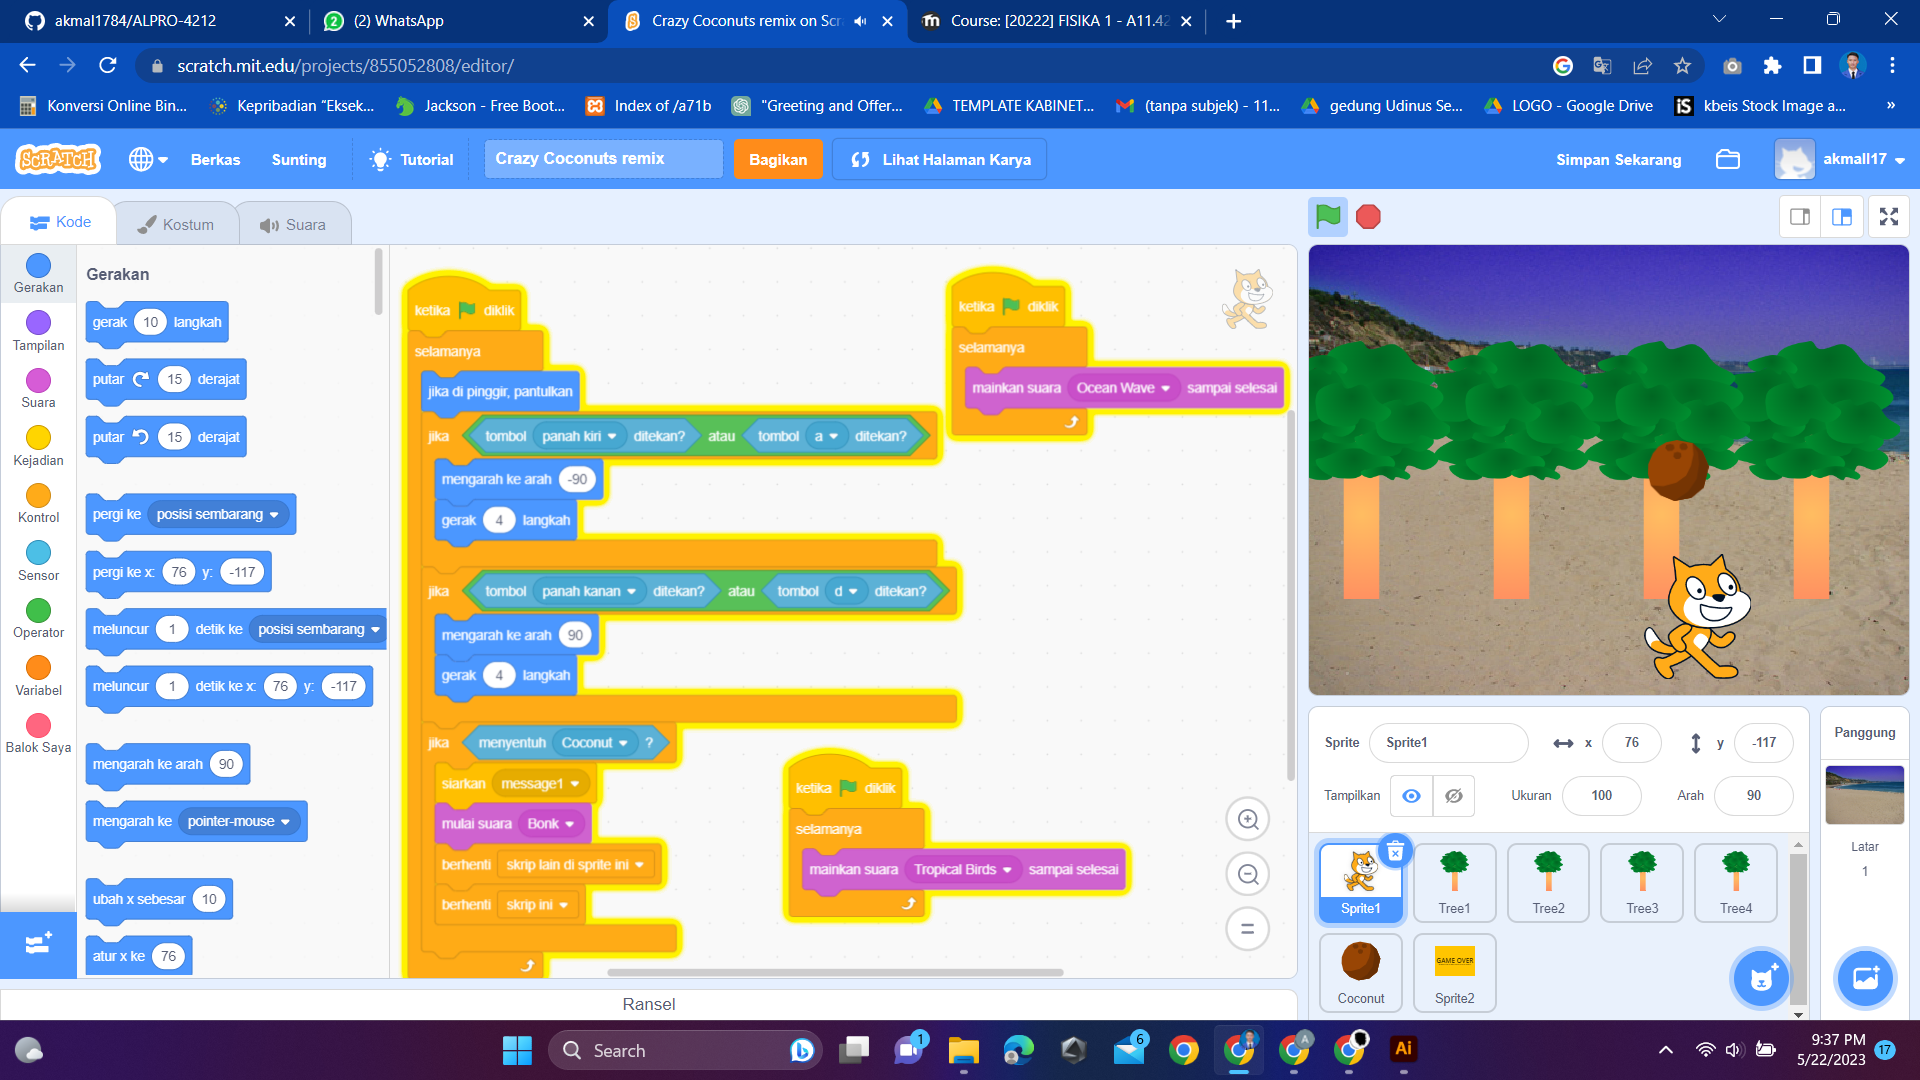 akmal1784/ALPRO-4212
(2) WhatsApp
Crazy Coconuts remix on Scr
Course: [20222] FISIKA 1 - A11.42
scratch.mit.edu/projects/855052808/editor/
Konversi Online Bin...
Kepribadian "Eksek...
Jackson - Free Boot...
Index of /a71b
"Greeting and Offer...
TEMPLATE KABINET...
(tanpa subjek) - 11...
gedung Udinus Se...
LOGO - Google Drive
iS
kbeis Stock Image a...
»
SCRATCH
Berkas
Sunting
Tutorial
Crazy Coconuts remix
Bagikan
Lihat Halaman Karya
Simpan Sekarang
akmall17
Kode
Kostum
Suara
Gerakan
Tampilan
Suara
Kejadian
Kontrol
Sensor
Operator
Variabel
Balok Saya
Gerakan
gerak 10 langkah
putar 15 derajat
putar 15 derajat
pergi ke posisi sembarang
pergi ke x: 76 y: -117
meluncur 1 detik ke posisi sembarang
meluncur 1 detik ke x: 76 y: -117
mengarah ke arah 90
mengarah ke pointer-mouse
ubah x sebesar 10
atur x ke 76
ketika diklik
selamanya
jika di pinggir, pantulkan
jika tombol panah kiri ditekan? atau tombol a ditekan?
mengarah ke arah -90
gerak 4 langkah
jika tombol panah kanan ditekan? atau tombol d ditekan?
mengarah ke arah 90
gerak 4 langkah
jika menyentuh Coconut ?
siarkan message1
mulai suara Bonk
berhenti skrip lain di sprite ini
berhenti skrip ini
ketika diklik
selamanya
mainkan suara Ocean Wave sampai selesai
ketika diklik
selamanya
mainkan suara Tropical Birds sampai selesai
Ransel
Sprite Sprite1 x 76 y -117
Tampilkan Ukuran 100 Arah 90
Sprite1
Tree1
Tree2
Tree3
Tree4
Coconut
GAME OVER
Sprite2
Panggung
Latar
1
Search
1
6
A
Ai
9:37 PM
5/22/2023
17